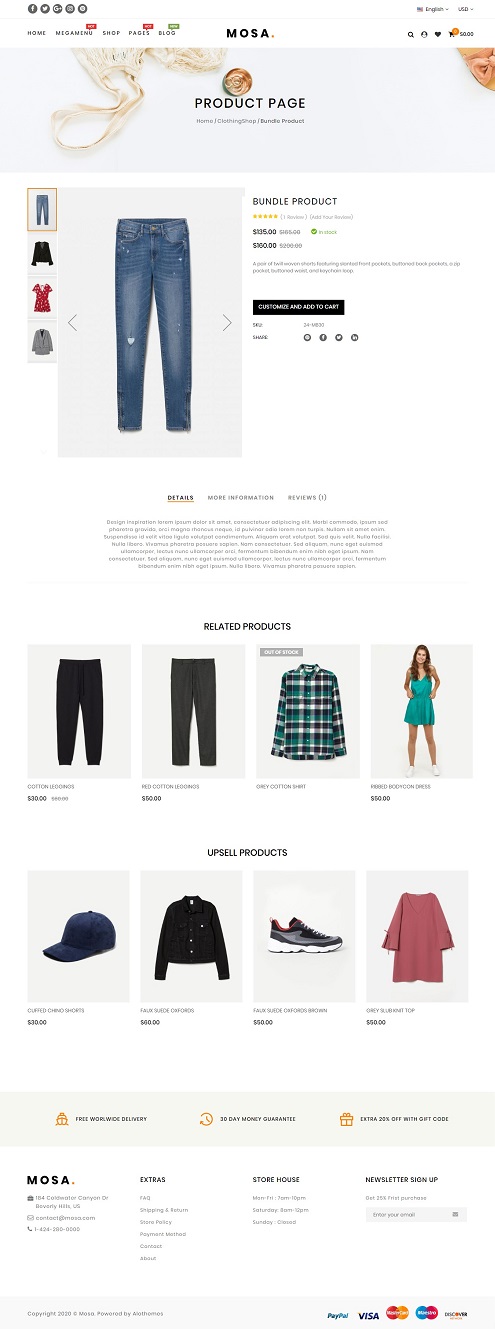 English
USD
HOME
MEGAMENU
HOT
SHOP
PAGES
HOT
BLOG
NEW
MOSA.
0
$0.00
PRODUCT PAGE
Home / ClothingShop / Bundle Product
BUNDLE PRODUCT
( 1 Review ) (Add Your Review)
$135.00 $165.00 In stock
$160.00 $200.00
A pair of twill woven shorts featuring slanted front pockets, buttoned back pockets, a zip
pocket, buttoned waist, and keychain loop
CUSTOMIZE AND ADD TO CART
SKU: 24-MB30
SHARE:
DETAILS
MORE INFORMATION
REVIEWS (1)
Design inspiration lorem ipsum dolor sit amet, consectetuer adipiscing elit. Morbi commodo, ipsum sed
pharetra gravida, orci magna rhoncus neque, id pulvinar odio lorem non turpis. Nullam sit amet enim.
Suspendisse id velit vitae ligula volutpat condimentum. Aliquam erat volutpat. Sed quis velit. Nulla facilisi.
Nulla libero. Vivamus pharetra posuere sapien. Nam consectetuer. Sed aliquam, nunc eget euismod
ullamcorper, lectus nunc ullamcorper orci, fermentum bibendum enim nibh eget ipsum. Nam
consectetuer. Sed aliquam, nunc eget euismod ullamcorper, lectus nunc ullamcorper orci, fermentum
bibendum enim nibh eget ipsum. Nulla libero. Vivamus pharetra posuere sapien.
RELATED PRODUCTS
OUT OF STOCK
COTTON LEGGINGS
$30.00 $60.00
RED COTTON LEGGINGS
$50.00
GREY COTTON SHIRT
RIBBED BODYCON DRESS
$50.00
UPSELL PRODUCTS
CUFFED CHINO SHORTS
$30.00
FAUX SUEDE OXFORDS
$60.00
FAUX SUEDE OXFORDS BROWN
$50.00
GREY SLUB KNIT TOP
$50.00
FREE WORLWIDE DELIVERY
30 DAY MONEY GUARANTEE
EXTRA 20% OFF WITH GIFT CODE
MOSA.
184 Coldwater Canyon Dr
Beverly Hills, US
contact@mosa.com
1-424-280-0000
EXTRAS
FAQ
Shipping & Return
Store Policy
Payment Method
Contact
About
STORE HOUSE
Mon-Fri : 7am-10pm
Saturday: 8am-12pm
Sunday : Closed
NEWSLETTER SIGN UP
Get 25% Frist purchase
Enter your email
Copyright 2020 © Mosa. Powered by Alothemes
PayPal
VISA
MasterCard
Maestro
DISCOVER